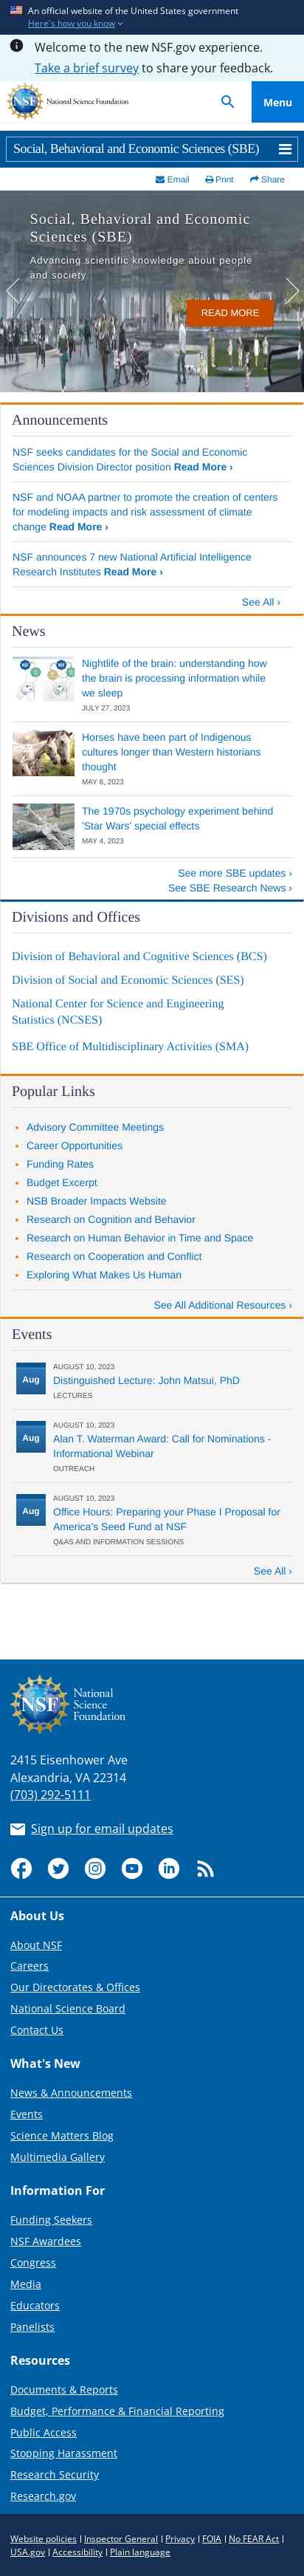 An official website of the United States government
Here's how you know
Welcome to the new NSF.gov experience.
Take a brief survey to share your feedback.
NSF National Science Foundation
Menu
Social, Behavioral and Economic Sciences (SBE)
Email Print Share
Social, Behavioral and Economic
Sciences (SBE)
Advancing scientific knowledge about people
and society
READ MORE
Announcements
NSF seeks candidates for the Social and Economic
Sciences Division Director position Read More ›
NSF and NOAA partner to promote the creation of centers
for modeling impacts and risk assessment of climate
change Read More ›
NSF announces 7 new National Artificial Intelligence
Research Institutes Read More ›
See All ›
News
Nightlife of the brain: understanding how
the brain is processing information while
we sleep
JULY 27, 2023
Horses have been part of Indigenous
cultures longer than Western historians
thought
MAY 8, 2023
The 1970s psychology experiment behind
'Star Wars' special effects
MAY 4, 2023
See more SBE updates ›
See SBE Research News ›
Divisions and Offices
Division of Behavioral and Cognitive Sciences (BCS)
Division of Social and Economic Sciences (SES)
National Center for Science and Engineering
Statistics (NCSES)
SBE Office of Multidisciplinary Activities (SMA)
Popular Links
Advisory Committee Meetings
Career Opportunities
Funding Rates
Budget Excerpt
NSB Broader Impacts Website
Research on Cognition and Behavior
Research on Human Behavior in Time and Space
Research on Cooperation and Conflict
Exploring What Makes Us Human
See All Additional Resources ›
Events
AUGUST 10, 2023
Aug
Distinguished Lecture: John Matsui, PhD
LECTURES
AUGUST 10, 2023
Aug
Alan T. Waterman Award: Call for Nominations -
Informational Webinar
OUTREACH
AUGUST 10, 2023
Aug
Office Hours: Preparing your Phase I Proposal for
America's Seed Fund at NSF
Q&AS AND INFORMATION SESSIONS
See All ›
NSF
National
Science
Foundation
2415 Eisenhower Ave
Alexandria, VA 22314
(703) 292-5111
Sign up for email updates
About Us
About NSF
Careers
Our Directorates & Offices
National Science Board
Contact Us
What's New
News & Announcements
Events
Science Matters Blog
Multimedia Gallery
Information For
Funding Seekers
NSF Awardees
Congress
Media
Educators
Panelists
Resources
Documents & Reports
Budget, Performance & Financial Reporting
Public Access
Stopping Harassment
Research Security
Research.gov
Website policies | Inspector General | Privacy | FOIA | No FEAR Act |
USA.gov | Accessibility | Plain language